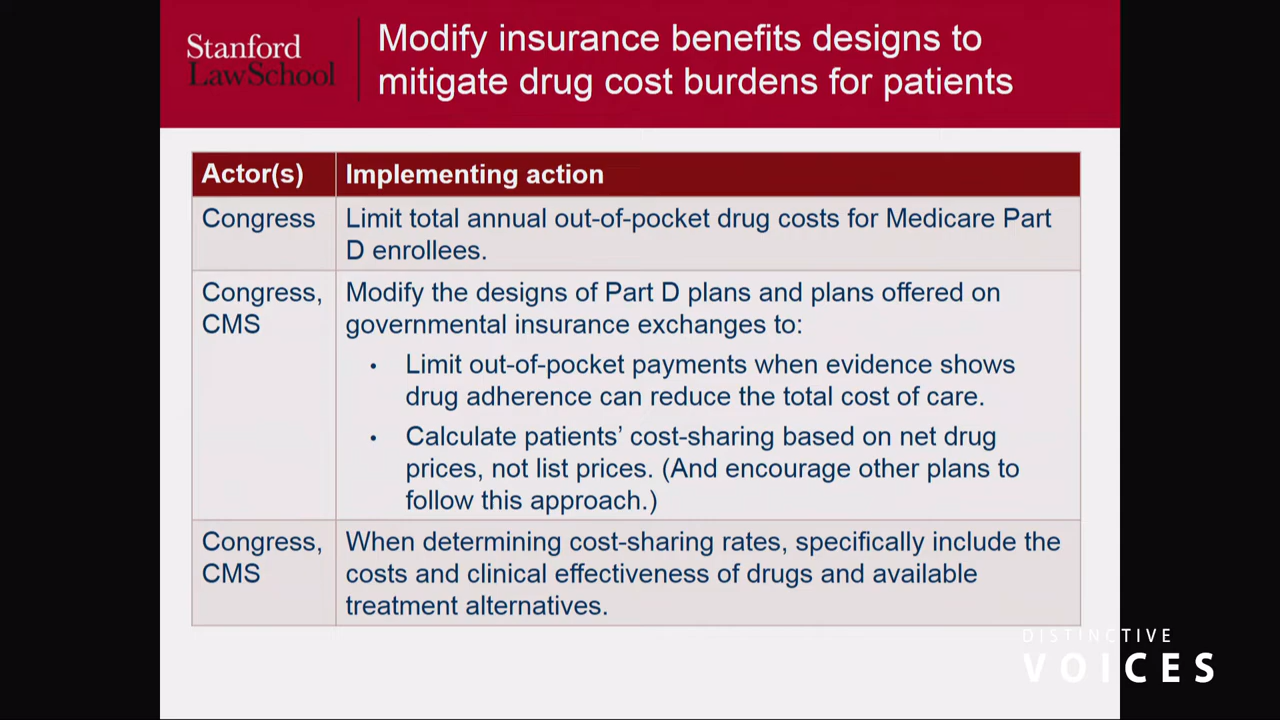 Stanford
LawSchool
Modify insurance benefits designs to
mitigate drug cost burdens for patients
Actor(s)
Implementing action
Congress
Limit total annual out-of-pocket drug costs for Medicare Part
D enrollees.
Congress,
CMS
Modify the designs of Part D plans and plans offered on
governmental insurance exchanges to:
• Limit out-of-pocket payments when evidence shows
drug adherence can reduce the total cost of care.
• Calculate patients’ cost-sharing based on net drug
prices, not list prices. (And encourage other plans to
follow this approach.)
Congress,
CMS
When determining cost-sharing rates, specifically include the
costs and clinical effectiveness of drugs and available
treatment alternatives.
DISTINCTIVE
VOICES